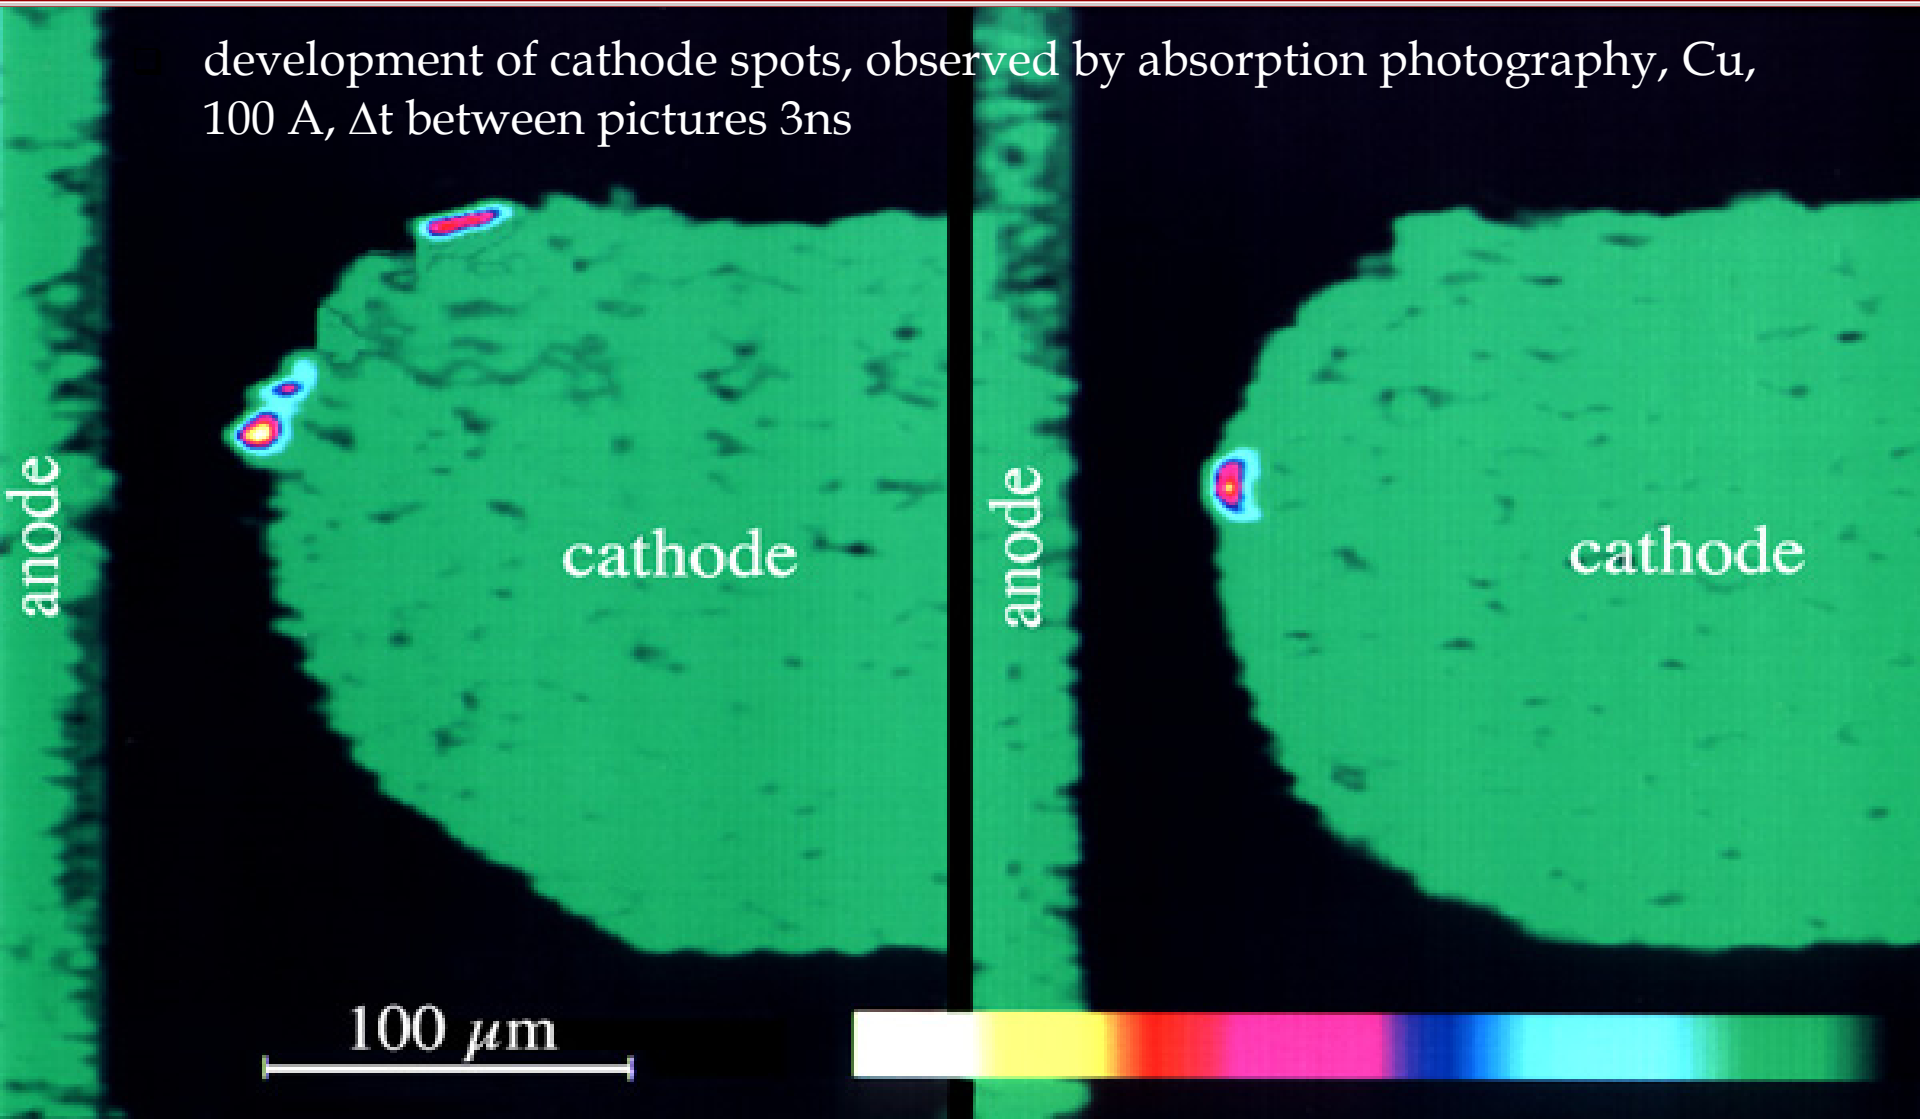 development of cathode spots, observed by absorption photography, Cu,
100 A, Δt between pictures 3ns
anode
cathode
anode
cathode
100 μm